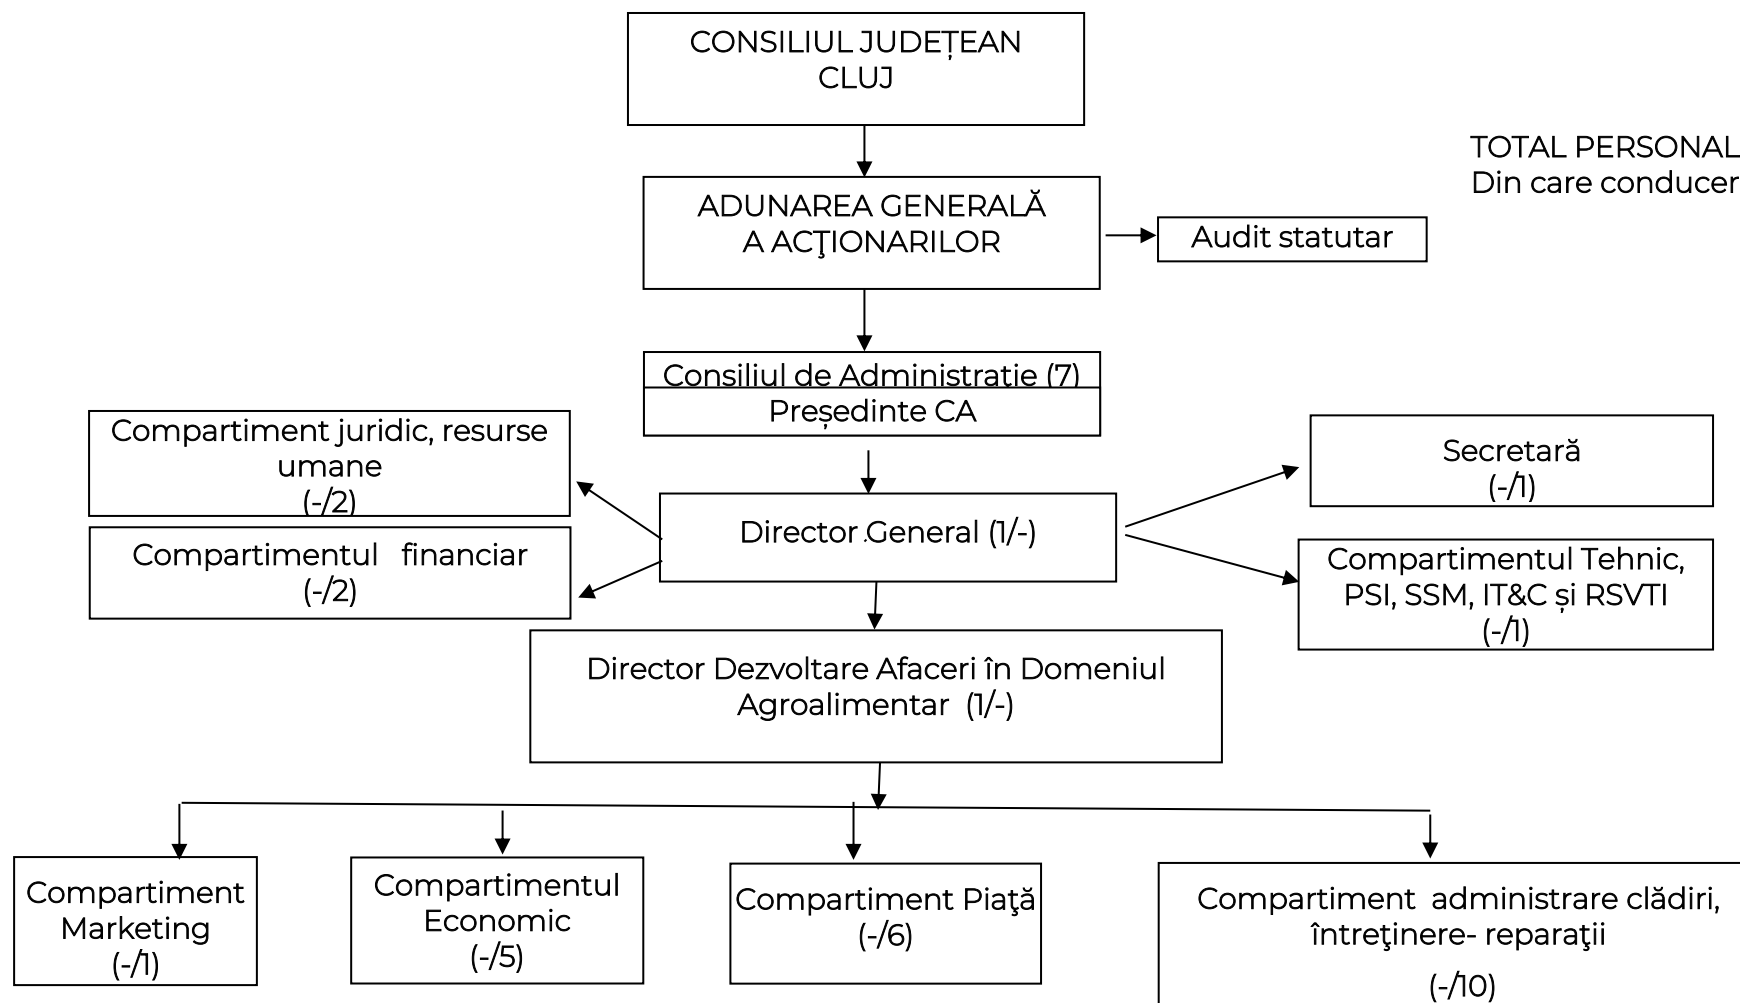 CONSILIUL JUDEȚEAN
CLUJ
TOTAL PERSONAL
Din care conducer
ADUNAREA GENERALĂ
A ACŢIONARILOR
Audit statutar
Consiliul de Administrație (7)
Președinte CA
Compartiment juridic, resurse
umane
(-/2)
Secretară
(-/1)
Director General (1/-)
Compartimentul financiar
(-/2)
Compartimentul Tehnic,
PSI, SSM, IT&C și RSVTI
(-/1)
Director Dezvoltare Afaceri în Domeniul
Agroalimentar (1/-)
Compartiment
Marketing
(-/1)
Compartimentul
Economic
(-/5)
Compartiment Piaţă
(-/6)
Compartiment administrare clădiri,
întreţinere- reparaţii
(-/10)